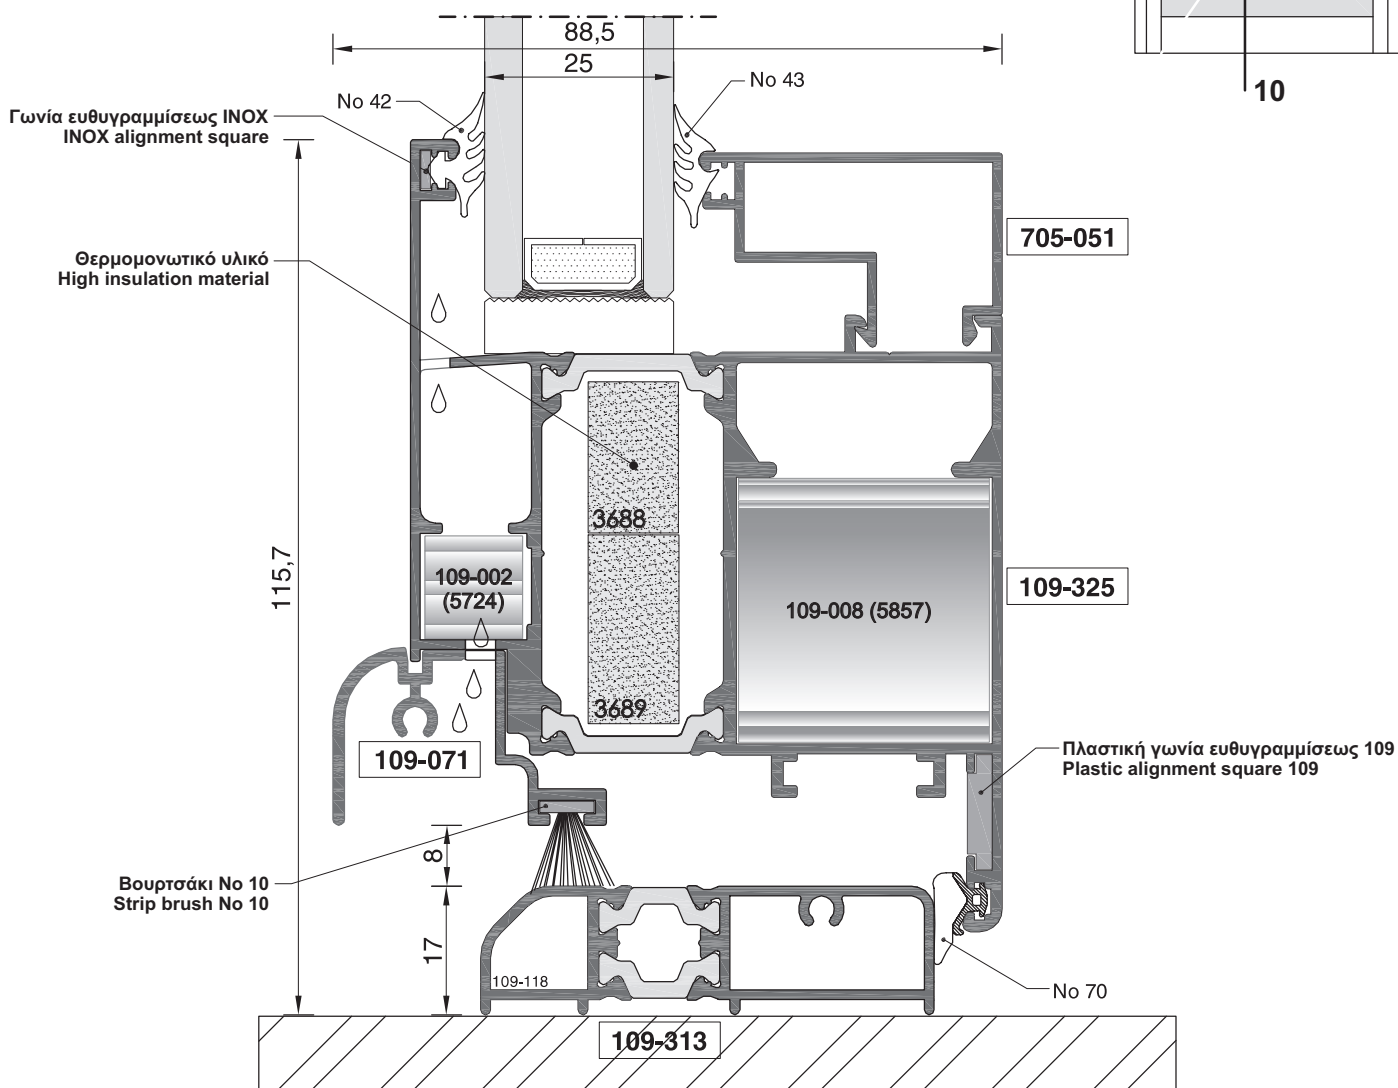 88,5
25
10
No 42
No 43
Γωνία ευθυγραμμίσεως INOX
INOX alignment square
705-051
Θερμομονωτικό υλικό
High insulation material
3688
115,7
109-002
(5724)
109-008 (5857)
109-325
3689
109-071
Πλαστική γωνία ευθυγραμμίσεως 109
Plastic alignment square 109
8
Βουρτσάκι No 10
Strip brush No 10
17
109-118
No 70
109-313